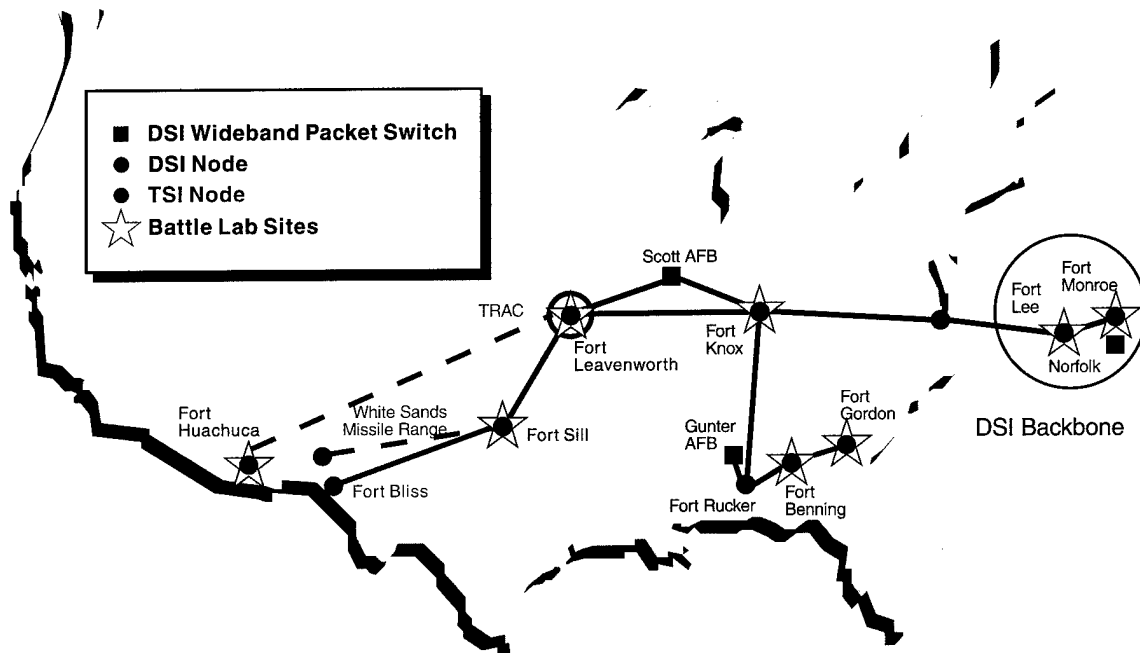 DSI Wideband Packet Switch
DSI Node
TSI Node
Battle Lab Sites
Scott AFB
Fort
Monroe
Fort
Lee
TRAC
Fort
Knox
Fort
Leavenworth
Norfolk
Fort
Huachuca
White Sands
Missile Range
Fort Sill
Gunter
AFB
Fort
Gordon
DSI Backbone
Fort Bliss
Fort Rucker
Fort
Benning